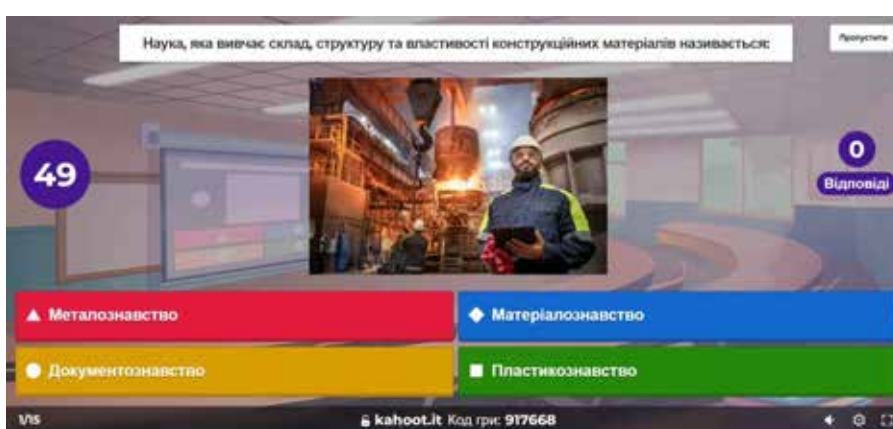 Наука, яка вивчає склад, структуру та властивості конструкційних матеріалів називається:
Пропустити
49
0
Відповіді
Металознавство
Матеріалознавство
Документознавство
Пластикознавство
1/15
kahoot.it Код гри: 917668